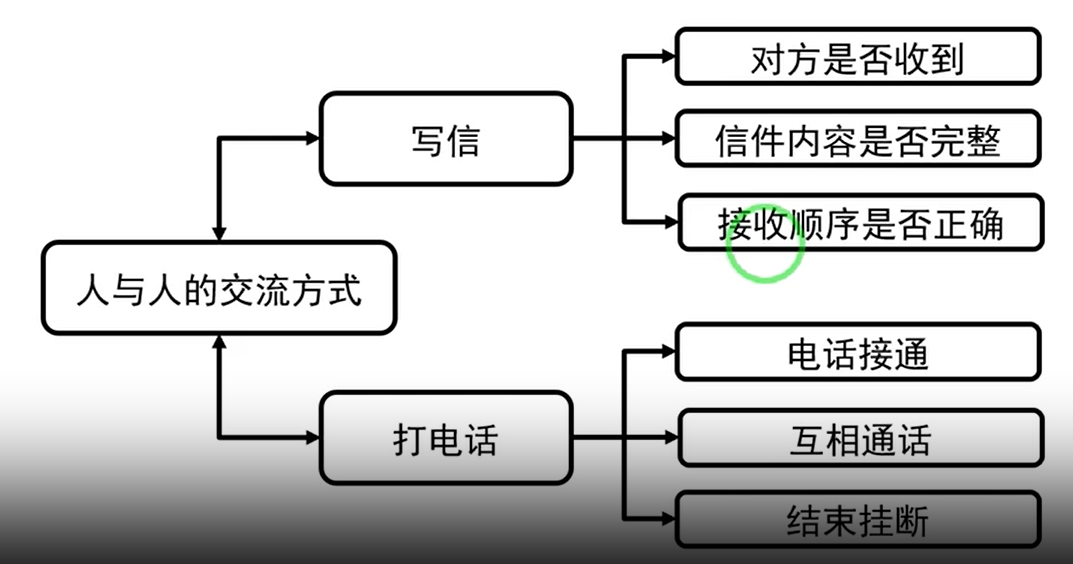 对方是否收到
写信
信件内容是否完整
接收顺序是否正确
人与人的交流方式
电话接通
打电话
互相通话
结束挂断